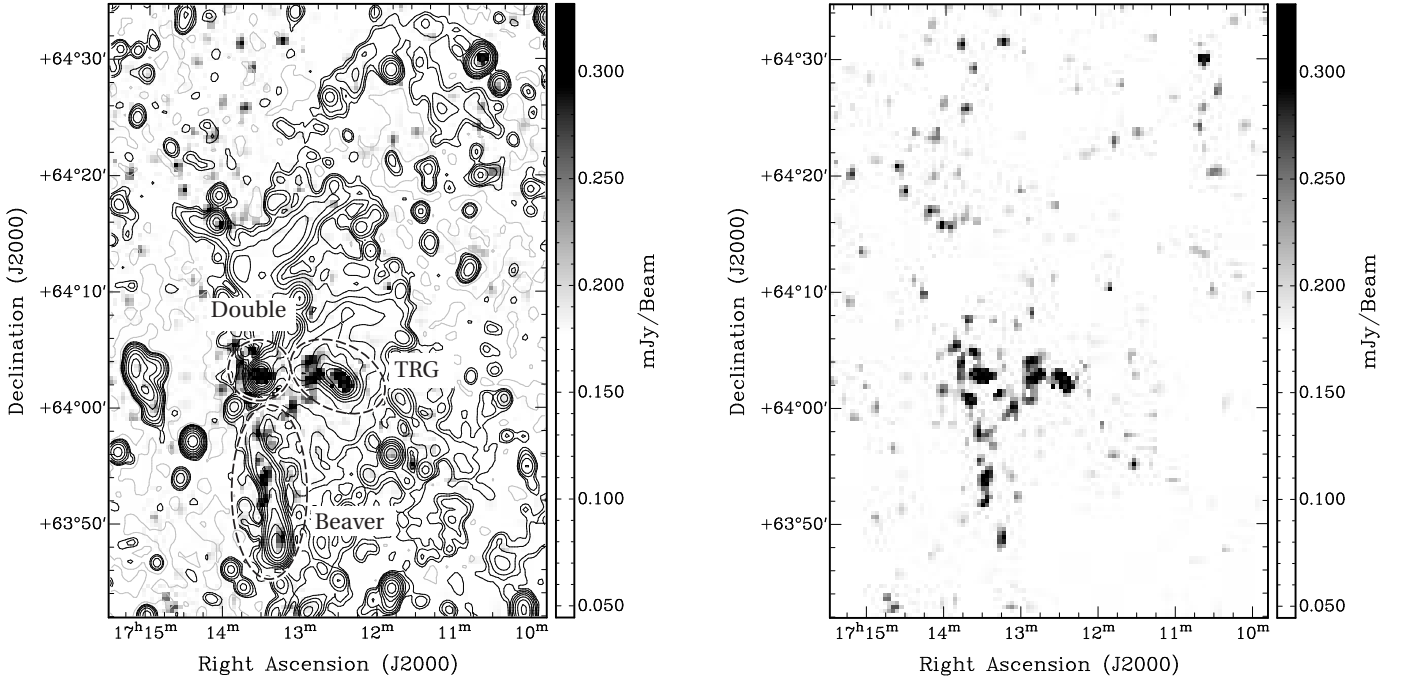 +64°30′
+64°20′
+64°10′
+64°00′
+63°50′
Declination (J2000)
17ʰ15ᵐ
14ᵐ
13ᵐ
12ᵐ
11ᵐ
10ᵐ
Right Ascension (J2000)
Double
TRG
Beaver
0.300
0.250
0.200
0.150
0.100
0.050
mJy/Beam
+64°30′
+64°20′
+64°10′
+64°00′
+63°50′
Declination (J2000)
17ʰ15ᵐ
14ᵐ
13ᵐ
12ᵐ
11ᵐ
10ᵐ
Right Ascension (J2000)
0.300
0.250
0.200
0.150
0.100
0.050
mJy/Beam